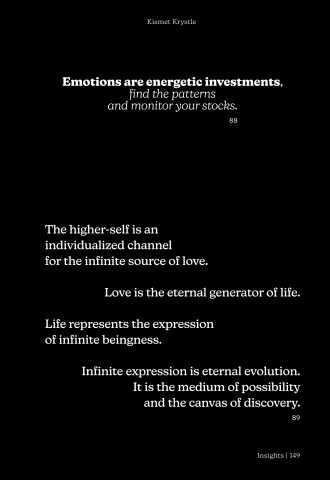 Kismet Krystle
Emotions are energetic investments,
find the patterns
and monitor your stocks.
88
The higher-self is an
individualized channel
for the infinite source of love.
Love is the eternal generator of life.
Life represents the expression
of infinite beingness.
Infinite expression is eternal evolution.
It is the medium of possibility
and the canvas of discovery.
89
Insights | 149